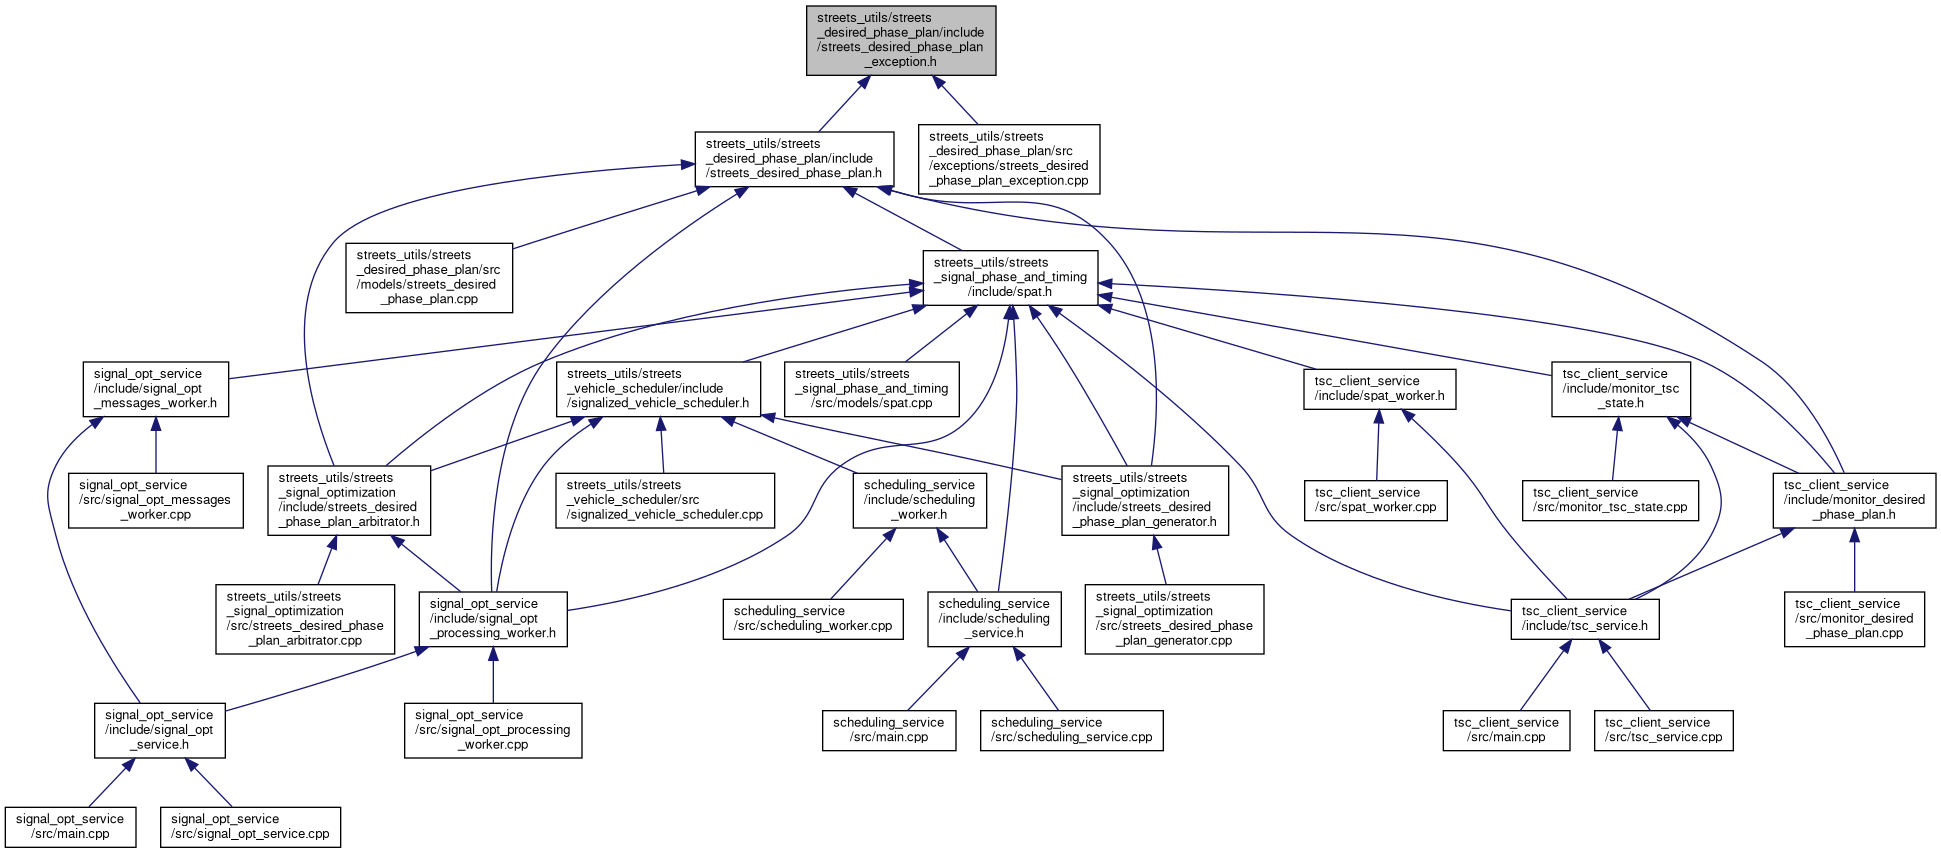 streets_utils/streets
_desired_phase_plan/include
/streets_desired_phase_plan
_exception.h
streets_utils/streets
_desired_phase_plan/include
/streets_desired_phase_plan.h
streets_utils/streets
_desired_phase_plan/src
/exceptions/streets_desired
_phase_plan_exception.cpp
streets_utils/streets
_desired_phase_plan/src
/models/streets_desired
_phase_plan.cpp
streets_utils/streets
_signal_phase_and_timing
/include/spat.h
signal_opt_service
/include/signal_opt
_messages_worker.h
streets_utils/streets
_vehicle_scheduler/include
/signalized_vehicle_scheduler.h
streets_utils/streets
_signal_phase_and_timing
/src/models/spat.cpp
tsc_client_service
/include/spat_worker.h
tsc_client_service
/include/monitor_tsc
_state.h
signal_opt_service
/src/signal_opt_messages
_worker.cpp
streets_utils/streets
_signal_optimization
/include/streets_desired
_phase_plan_arbitrator.h
streets_utils/streets
_vehicle_scheduler/src
/signalized_vehicle_scheduler.cpp
scheduling_service
/include/scheduling
_worker.h
streets_utils/streets
_signal_optimization
/include/streets_desired
_phase_plan_generator.h
tsc_client_service
/src/spat_worker.cpp
tsc_client_service
/src/monitor_tsc_state.cpp
tsc_client_service
/include/monitor_desired
_phase_plan.h
streets_utils/streets
_signal_optimization
/src/streets_desired_phase
_plan_arbitrator.cpp
signal_opt_service
/include/signal_opt
_processing_worker.h
scheduling_service
/src/scheduling_worker.cpp
scheduling_service
/include/scheduling
_service.h
streets_utils/streets
_signal_optimization
/src/streets_desired_phase
_plan_generator.cpp
tsc_client_service
/include/tsc_service.h
tsc_client_service
/src/monitor_desired
_phase_plan.cpp
signal_opt_service
/include/signal_opt
_service.h
signal_opt_service
/src/signal_opt_processing
_worker.cpp
scheduling_service
/src/main.cpp
scheduling_service
/src/scheduling_service.cpp
tsc_client_service
/src/main.cpp
tsc_client_service
/src/tsc_service.cpp
signal_opt_service
/src/main.cpp
signal_opt_service
/src/signal_opt_service.cpp